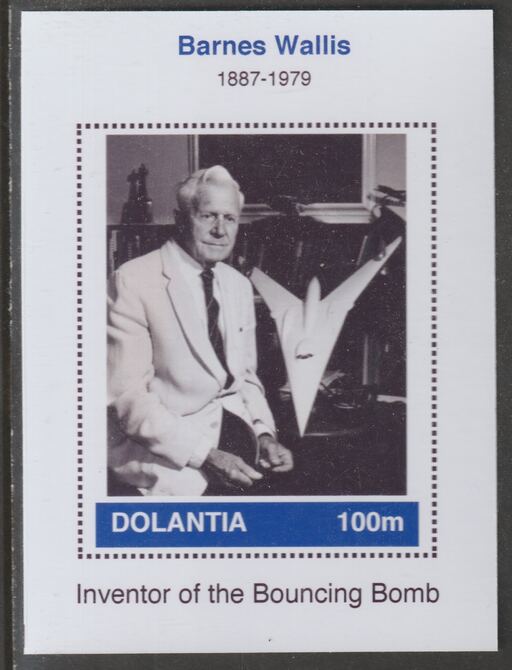 Barnes Wallis
1887-1979
DOLANTIA 100m
Inventor of the Bouncing Bomb